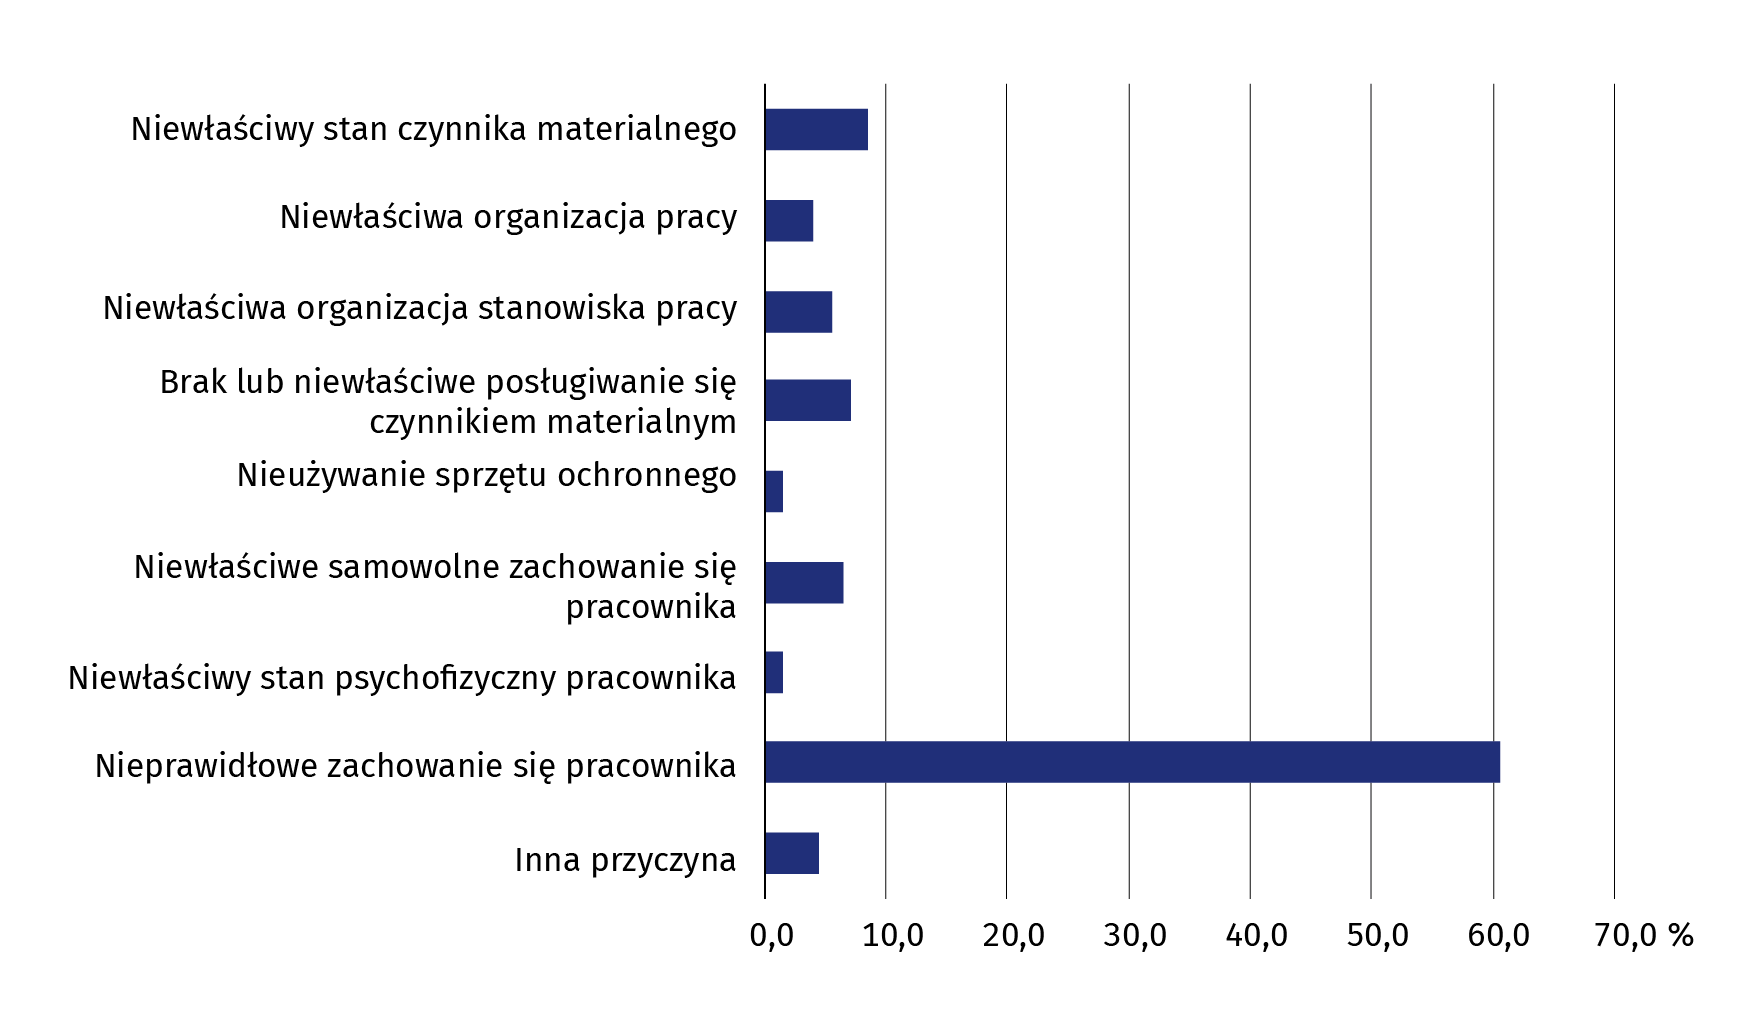 Niewłaściwy stan czynnika materialnego
Niewłaściwa organizacja pracy
Niewłaściwa organizacja stanowiska pracy
Brak lub niewłaściwe posługiwanie się
czynnikiem materialnym
Nieużywanie sprzętu ochronnego
Niewłaściwe samowolne zachowanie się
pracownika
Niewłaściwy stan psychofizyczny pracownika
Nieprawidłowe zachowanie się pracownika
Inna przyczyna
0,0 10,0 20,0 30,0 40,0 50,0 60,0 70,0 %